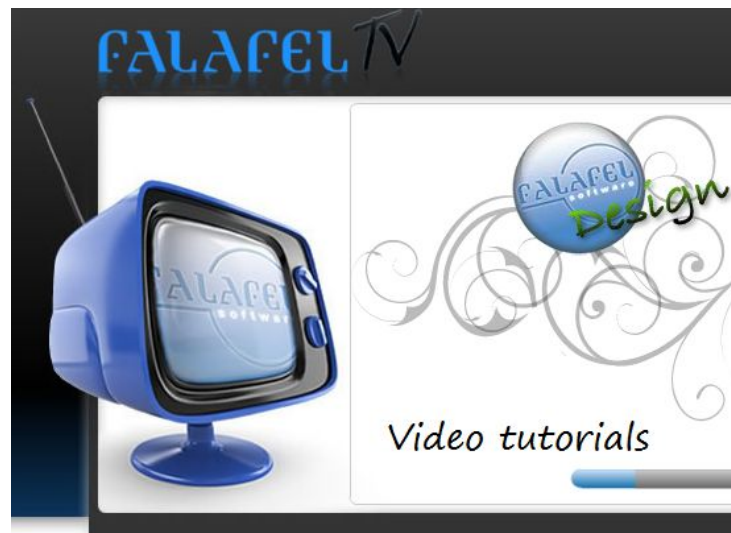 FALAFEL TV
FALAFEL
software
Design
FALAFEL
software
Video tutorials